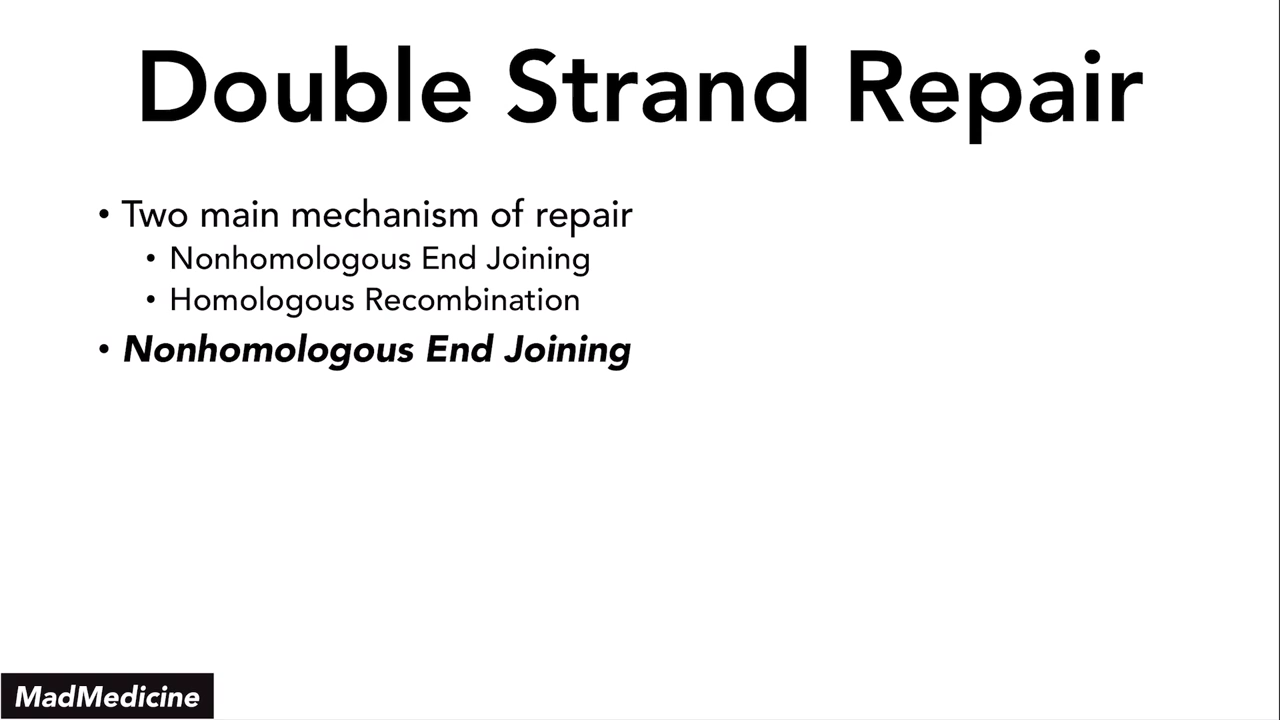 Double Strand Repair
• Two main mechanism of repair
• Nonhomologous End Joining
• Homologous Recombination
• Nonhomologous End Joining
MadMedicine